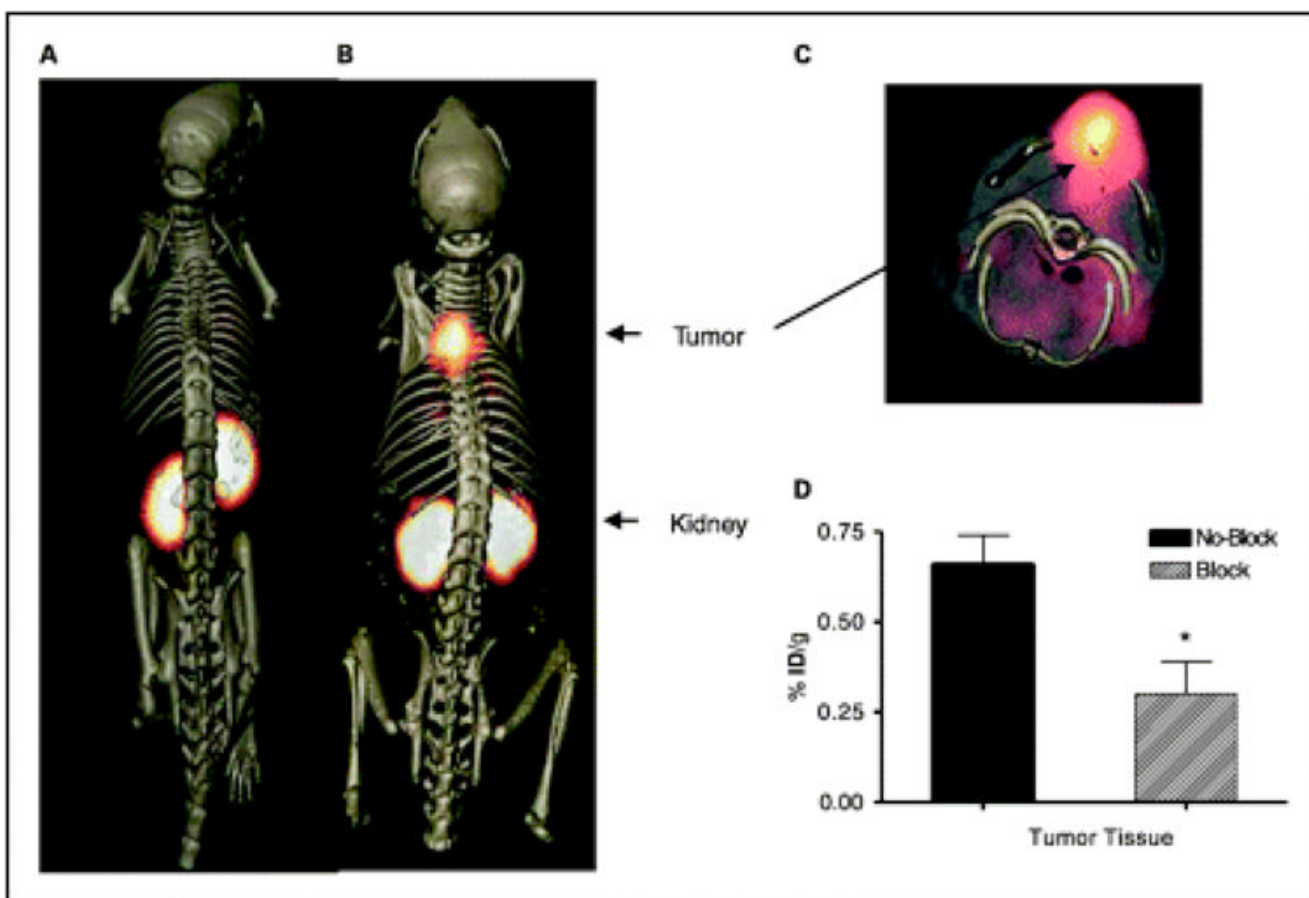 A
B
C
Tumor
Kidney
D
No-Block
Block
0.75
0.50
0.25
0.00
% ID/g
*
Tumor Tissue